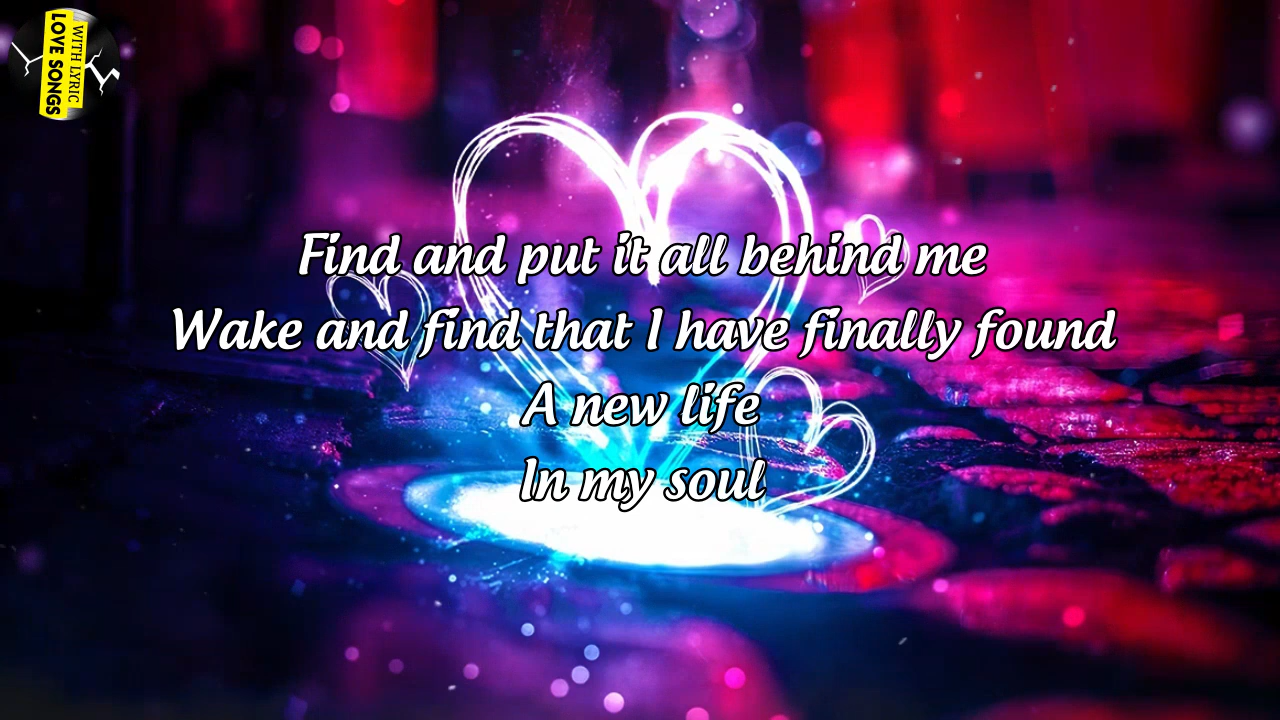 LOVE SONGS
WITH LYRIC
Find and put it all behind me
Wake and find that I have finally found
A new life
In my soul